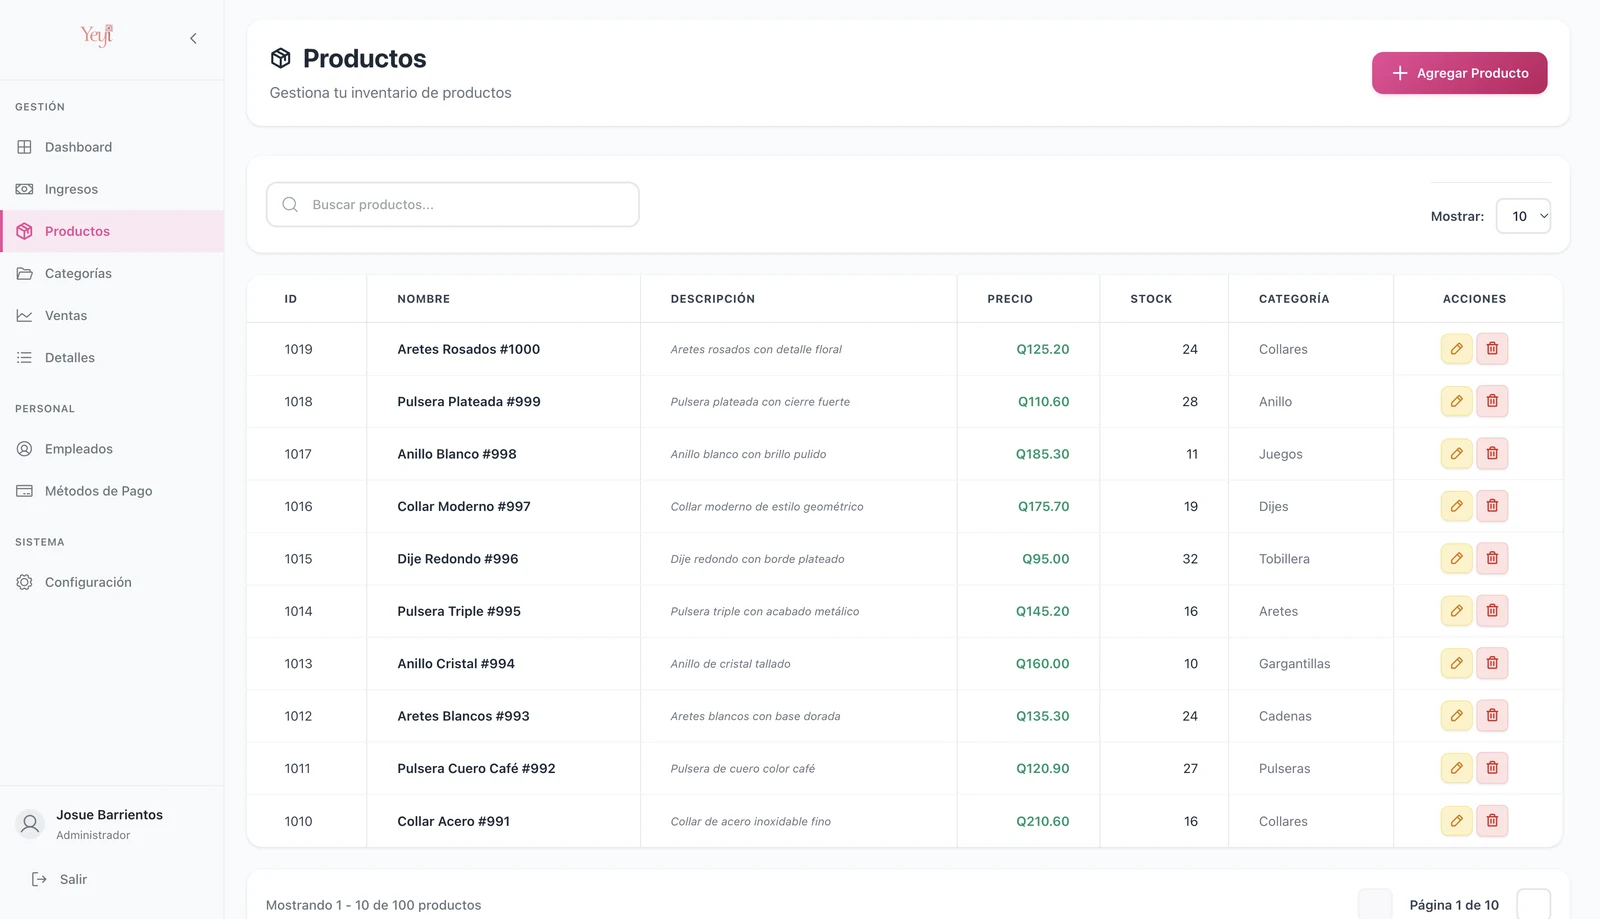 Yeyi
GESTIÓN
Dashboard
Ingresos
Productos
Categorías
Ventas
Detalles
PERSONAL
Empleados
Métodos de Pago
SISTEMA
Configuración
Josue Barrientos
Administrador
Salir
Productos
Gestiona tu inventario de productos
Agregar Producto
Buscar productos...
Mostrar: 10
ID NOMBRE DESCRIPCIÓN PRECIO STOCK CATEGORÍA ACCIONES
1019 Aretes Rosados #1000 Aretes rosados con detalle floral Q125.20 24 Collares
1018 Pulsera Plateada #999 Pulsera plateada con cierre fuerte Q110.60 28 Anillo
1017 Anillo Blanco #998 Anillo blanco con brillo pulido Q185.30 11 Juegos
1016 Collar Moderno #997 Collar moderno de estilo geométrico Q175.70 19 Dijes
1015 Dije Redondo #996 Dije redondo con borde plateado Q95.00 32 Tobillera
1014 Pulsera Triple #995 Pulsera triple con acabado metálico Q145.20 16 Aretes
1013 Anillo Cristal #994 Anillo de cristal tallado Q160.00 10 Gargantillas
1012 Aretes Blancos #993 Aretes blancos con base dorada Q135.30 24 Cadenas
1011 Pulsera Cuero Café #992 Pulsera de cuero color café Q120.90 27 Pulseras
1010 Collar Acero #991 Collar de acero inoxidable fino Q210.60 16 Collares
Mostrando 1 - 10 de 100 productos
Página 1 de 10